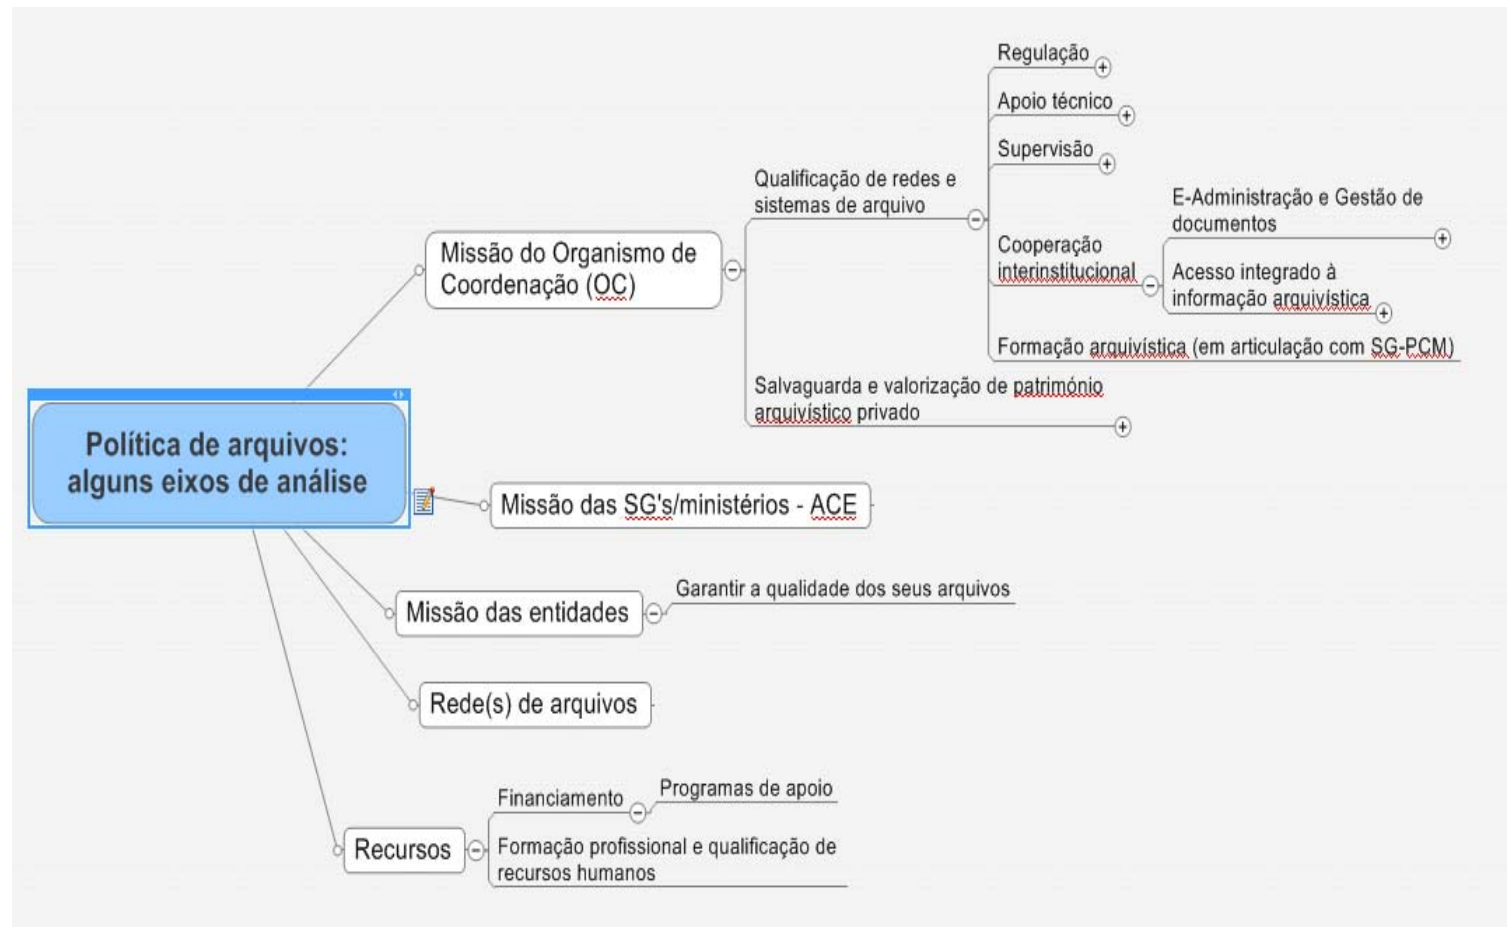 Política de arquivos:
alguns eixos de análise
Missão do Organismo de
Coordenação (OC)
Qualificação de redes e
sistemas de arquivo
Regulação
Apoio técnico
Supervisão
Cooperação
interinstitucional
E-Administração e Gestão de
documentos
Acesso integrado à
informação arquivística
Formação arquivística (em articulação com SG-PCM)
Salvaguarda e valorização de património
arquivístico privado
Missão das SG's/ministérios - ACE
Missão das entidades
Garantir a qualidade dos seus arquivos
Rede(s) de arquivos
Recursos
Financiamento
Programas de apoio
Formação profissional e qualificação de
recursos humanos